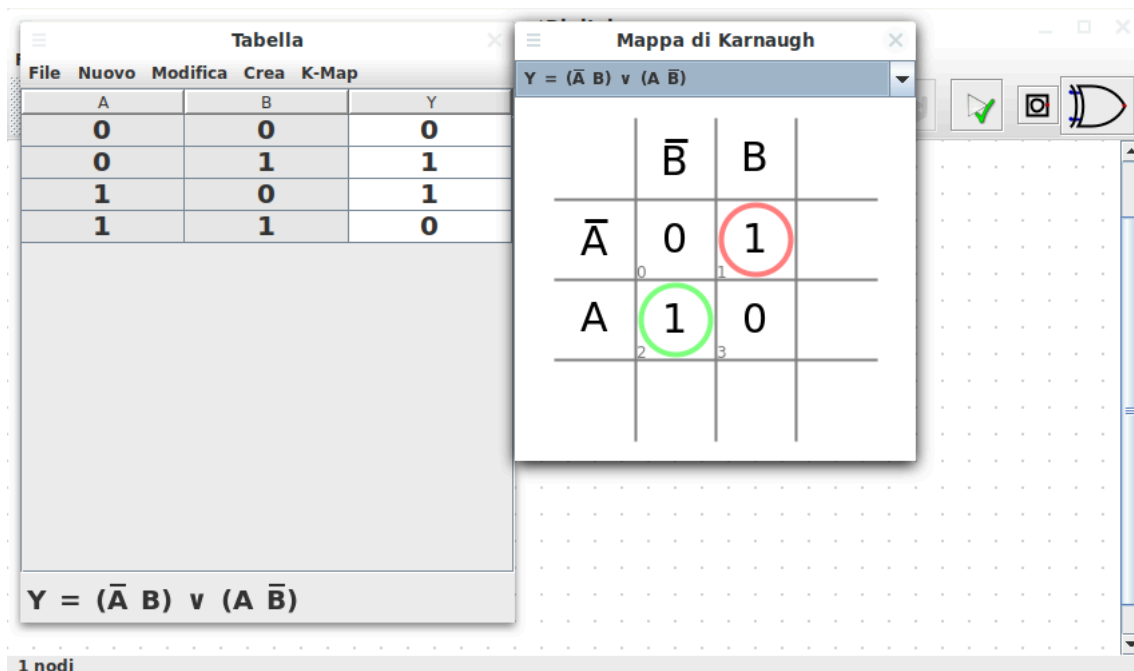 Tabella
File Nuovo Modifica Crea K-Map
A B Y
0 0 0
0 1 1
1 0 1
1 1 0
Y = (A̅ B) ∨ (A B̅)
Mappa di Karnaugh
Y = (A̅ B) ∨ (A B̅)
B̅ B
A̅ 0 1
0 1
A 1 0
2 3
1 nodi